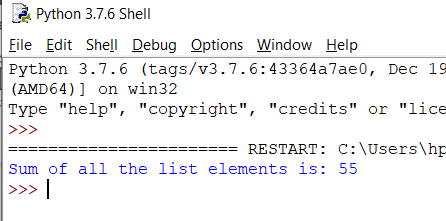 Python 3.7.6 Shell
File Edit Shell Debug Options Window Help
Python 3.7.6 (tags/v3.7.6:43364a7ae0, Dec 19
(AMD64)] on win32
Type "help", "copyright", "credits" or "lice
>>>
======================= RESTART: C:\Users\hp
Sum of all the list elements is: 55
>>>